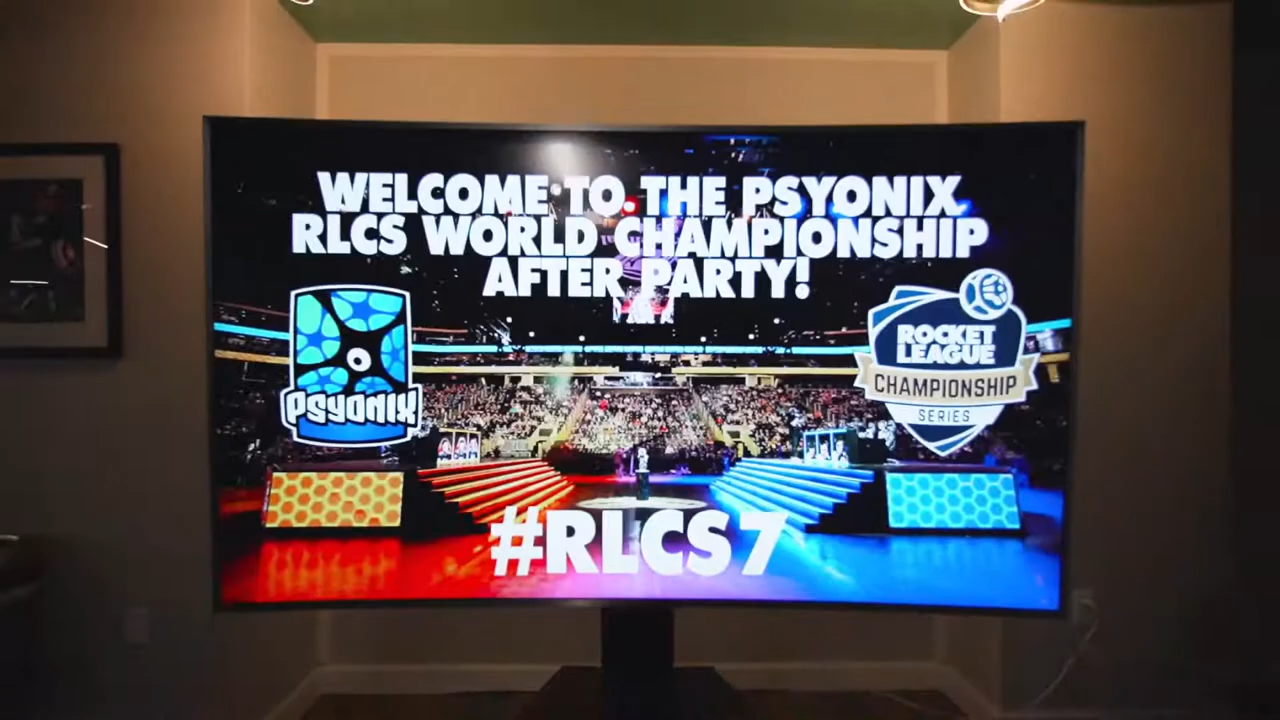 WELCOME TO THE PSYONIX
RLCS WORLD CHAMPIONSHIP
AFTER PARTY!
PSYONIX
ROCKET
LEAGUE
CHAMPIONSHIP
SERIES
#RLCS7